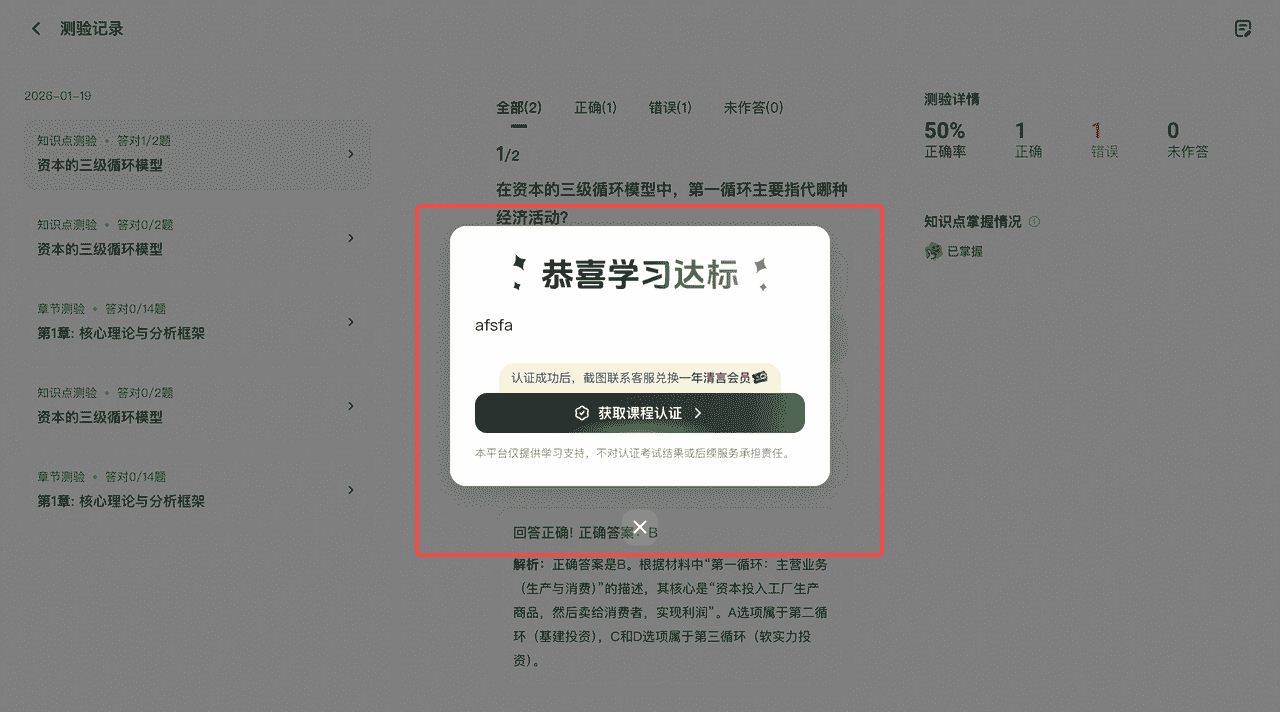 测验记录
2026-01-19
知识点测验 • 答对1/2题
资本的三级循环模型
知识点测验 • 答对0/2题
资本的三级循环模型
章节测验 • 答对0/14题
第1章: 核心理论与分析框架
知识点测验 • 答对0/2题
资本的三级循环模型
章节测验 • 答对0/14题
第1章: 核心理论与分析框架
全部(2) 正确(1) 错误(1) 未作答(0)
1/2
在资本的三级循环模型中，第一循环主要指代哪种
经济活动?
恭喜学习达标
afsfa
认证成功后，截图联系客服兑换一年清言会员
获取课程认证
本平台仅提供学习支持，不对认证考试结果或后续服务承担责任。
回答正确! 正确答案：B
解析：正确答案是B。根据材料中“第一循环：主营业务
（生产与消费）”的描述，其核心是“资本投入工厂生产
商品，然后卖给消费者，实现利润”。A选项属于第二循
环（基建投资），C和D选项属于第三循环（软实力投
资）。
测验详情
50% 1 1 0
正确率 正确 错误 未作答
知识点掌握情况
已掌握